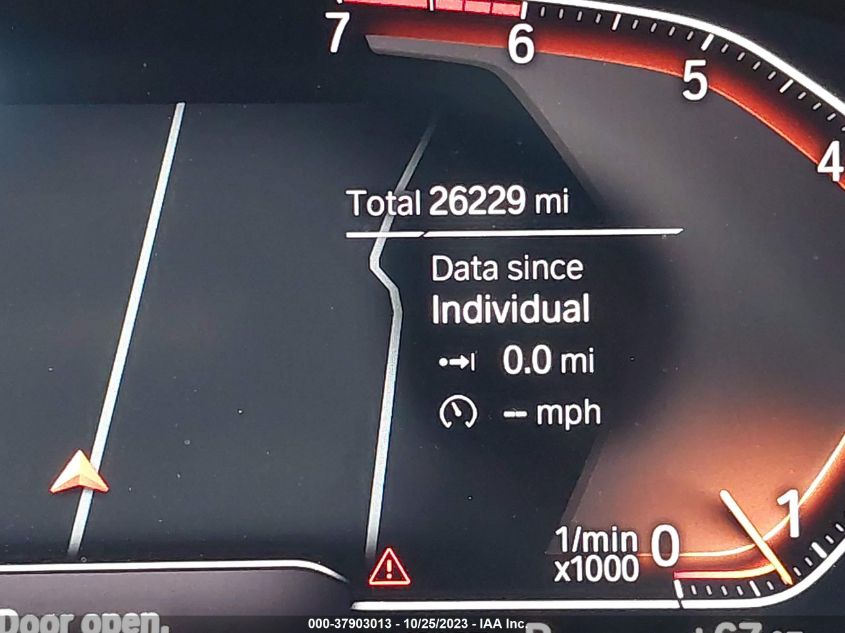 7
6
5
4
Total 26229 mi
Data since
Individual
0.0 mi
-- mph
1
1/min 0
x1000
Door open.
000-37903013 - 10/25/2023 - IAA Inc.